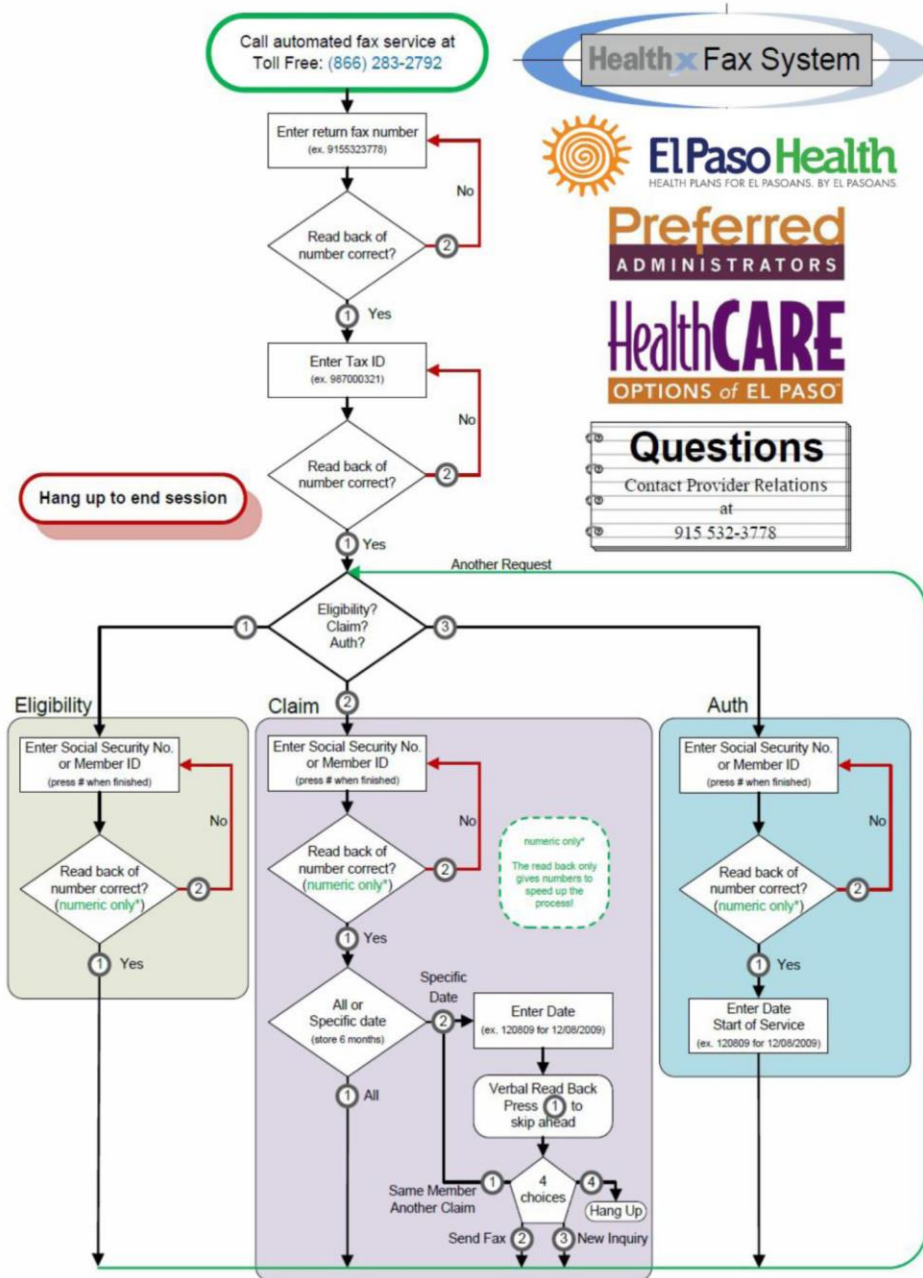 Call automated fax service at
Toll Free: (866) 283-2792
Healthx Fax System
Enter return fax number
(ex. 9155323778)
No
ElPasoHealth
HEALTH PLANS FOR EL PASOANS. BY EL PASOANS.
Read back of
number correct?
2
Preferred
ADMINISTRATORS
1
Yes
Enter Tax ID
(ex. 987000321)
No
HealthCARE
OPTIONS of EL PASO
Read back of
number correct?
2
Questions
Contact Provider Relations
at
915 532-3778
Hang up to end session
1
Yes
Another Request
Eligibility?
Claim?
Auth?
1
3
2
Eligibility
Enter Social Security No.
or Member ID
(press # when finished)
No
Read back of
number correct?
(numeric only*)
2
1
Yes
Claim
Enter Social Security No.
or Member ID
(press # when finished)
No
Read back of
number correct?
(numeric only*)
2
numeric only*
The read back only
gives numbers to
speed up the
process!
1
Yes
All or
Specific date
(store 6 months)
Specific
Date
2
Enter Date
(ex. 120809 for 12/08/2009)
1
All
Verbal Read Back
Press 1 to
skip ahead
4
choices
1
Same Member
Another Claim
4
Hang Up
Send Fax
2
3
New Inquiry
Auth
Enter Social Security No.
or Member ID
(press # when finished)
No
Read back of
number correct?
(numeric only*)
2
1
Yes
Enter Date
Start of Service
(ex. 120809 for 12/08/2009)